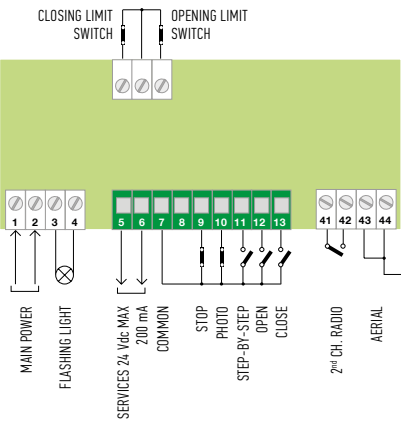 CLOSING LIMIT
SWITCH
OPENING LIMIT
SWITCH
1 2 3 4
5 6 7 8 9 10 11 12 13
41 42 43 44
MAIN POWER
FLASHING LIGHT
SERVICES 24 Vdc MAX
200 mA
COMMON
STOP
PHOTO
STEP-BY-STEP
OPEN
CLOSE
2nd CH. RADIO
AERIAL